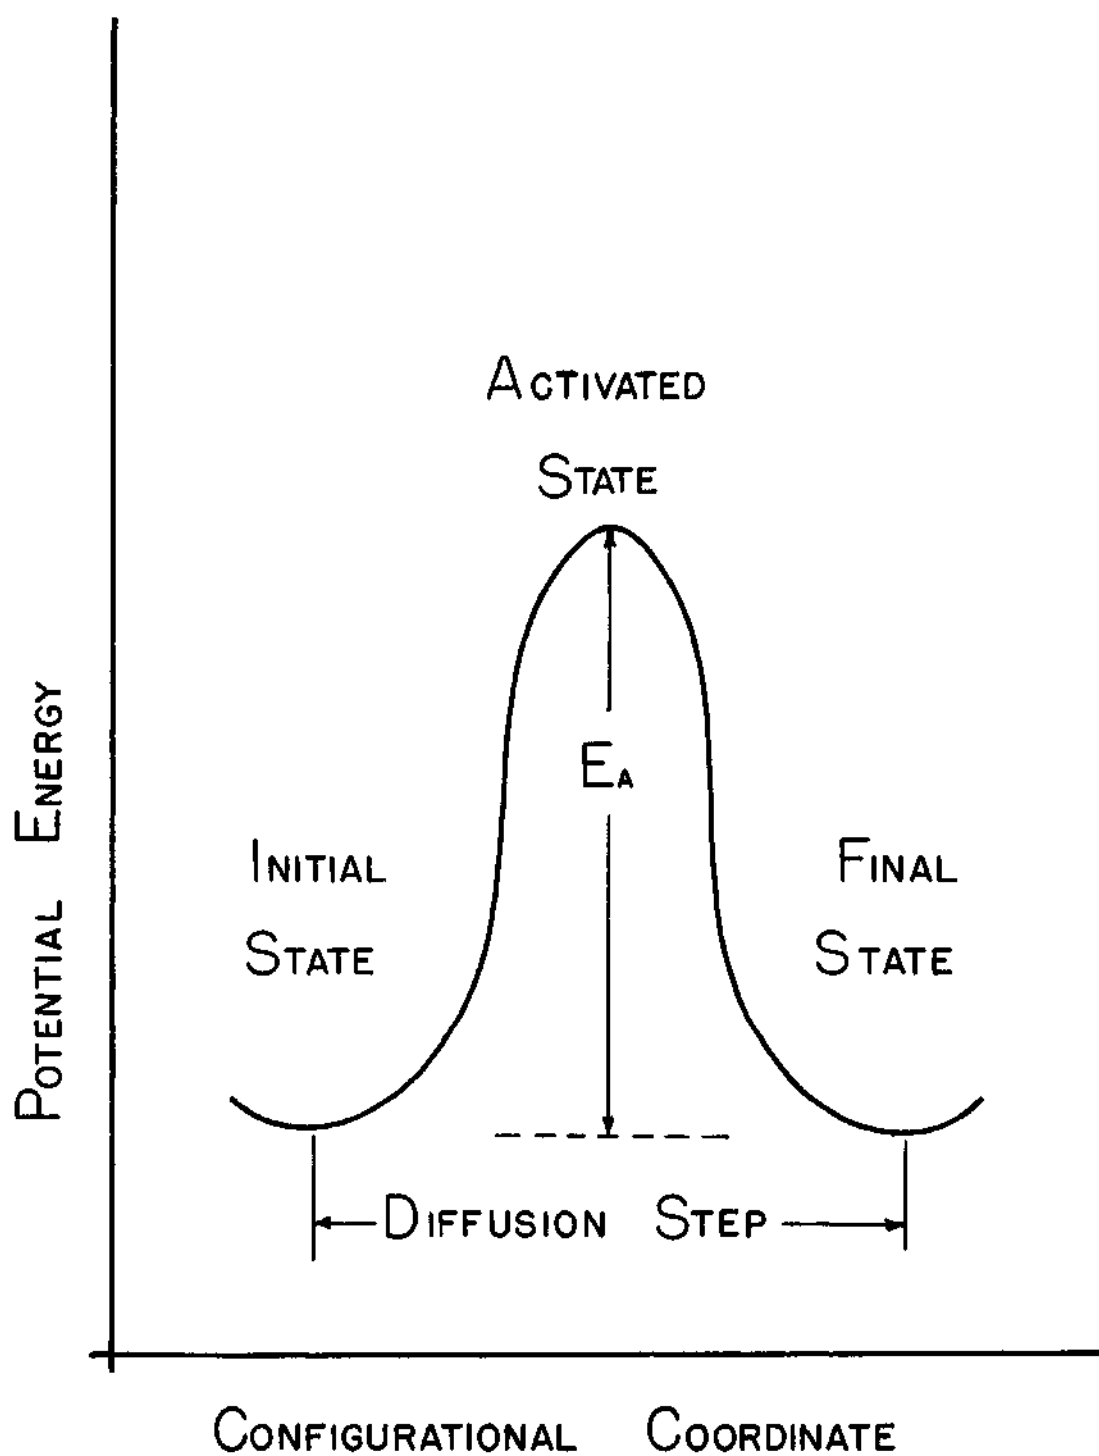 ACTIVATED
STATE
EA
INITIAL
STATE
FINAL
STATE
DIFFUSION STEP
POTENTIAL ENERGY
CONFIGURATIONAL COORDINATE